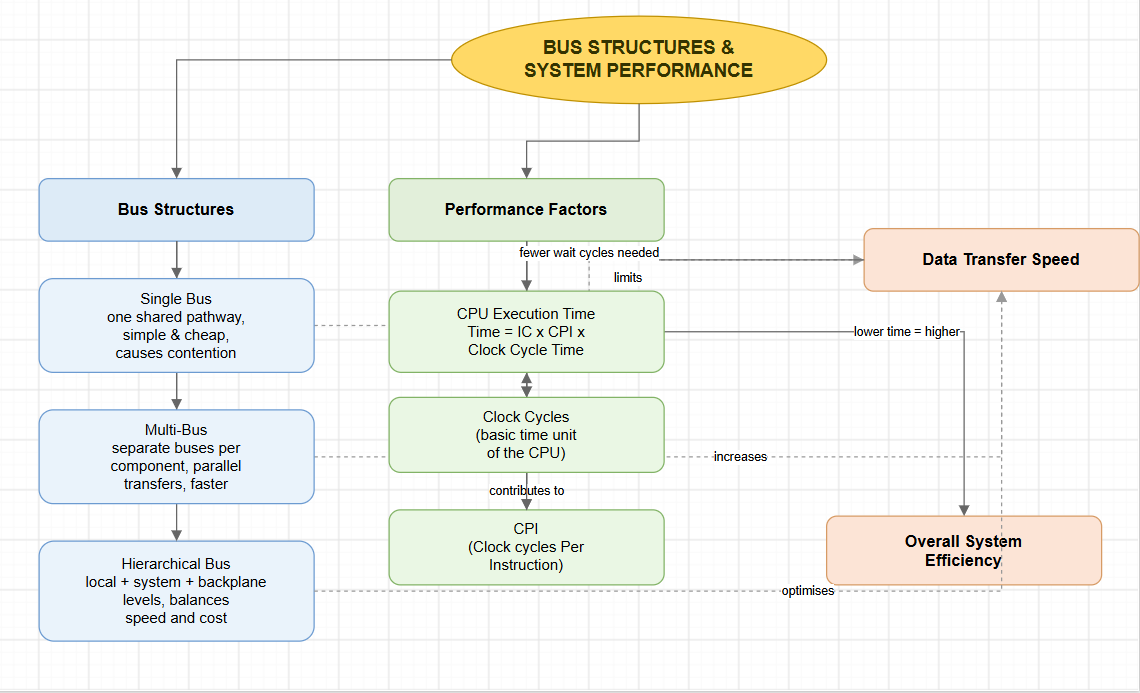 BUS STRUCTURES &
SYSTEM PERFORMANCE
Bus Structures
Performance Factors
fewer wait cycles needed
limits
Data Transfer Speed
Single Bus
one shared pathway,
simple & cheap,
causes contention
CPU Execution Time
Time = IC x CPI x
Clock Cycle Time
lower time = higher
Multi-Bus
separate buses per
component, parallel
transfers, faster
Clock Cycles
(basic time unit
of the CPU)
increases
contributes to
CPI
(Clock cycles Per
Instruction)
Overall System
Efficiency
Hierarchical Bus
local + system + backplane
levels, balances
speed and cost
optimises